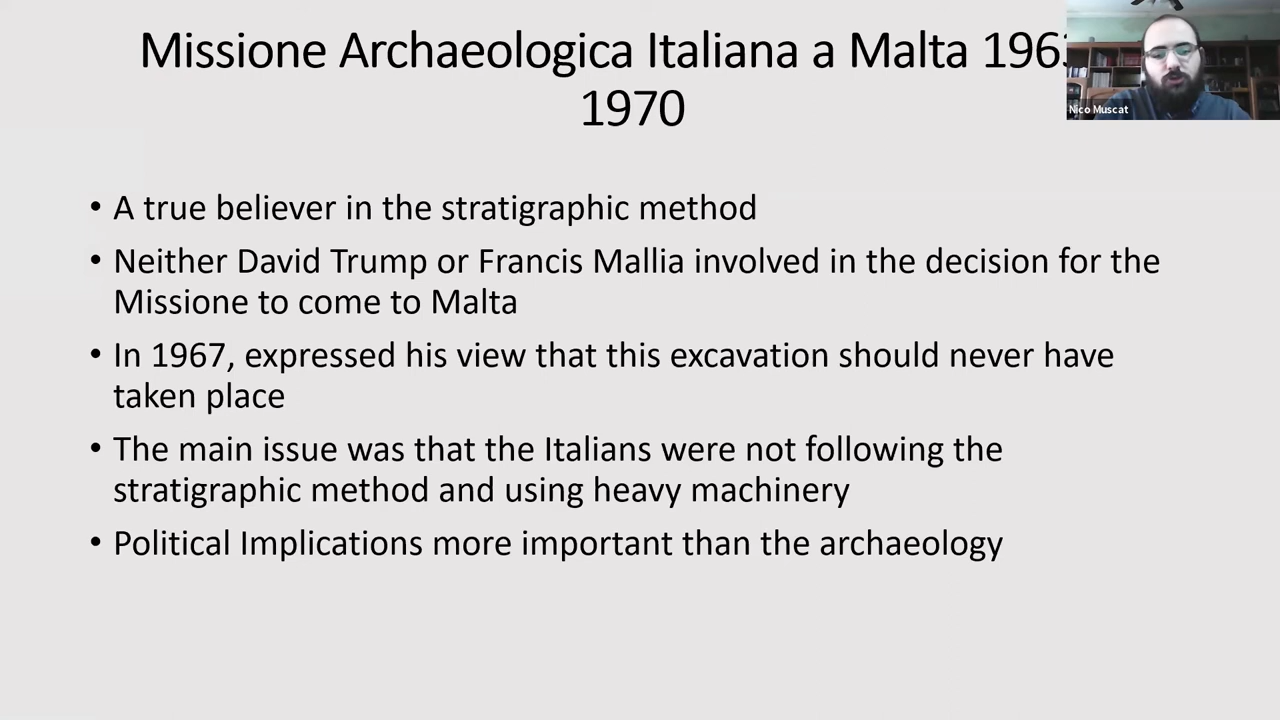 Missione Archaeologica Italiana a Malta 196
1970
Nico Muscat
• A true believer in the stratigraphic method
• Neither David Trump or Francis Mallia involved in the decision for the
Missione to come to Malta
• In 1967, expressed his view that this excavation should never have
taken place
• The main issue was that the Italians were not following the
stratigraphic method and using heavy machinery
• Political Implications more important than the archaeology